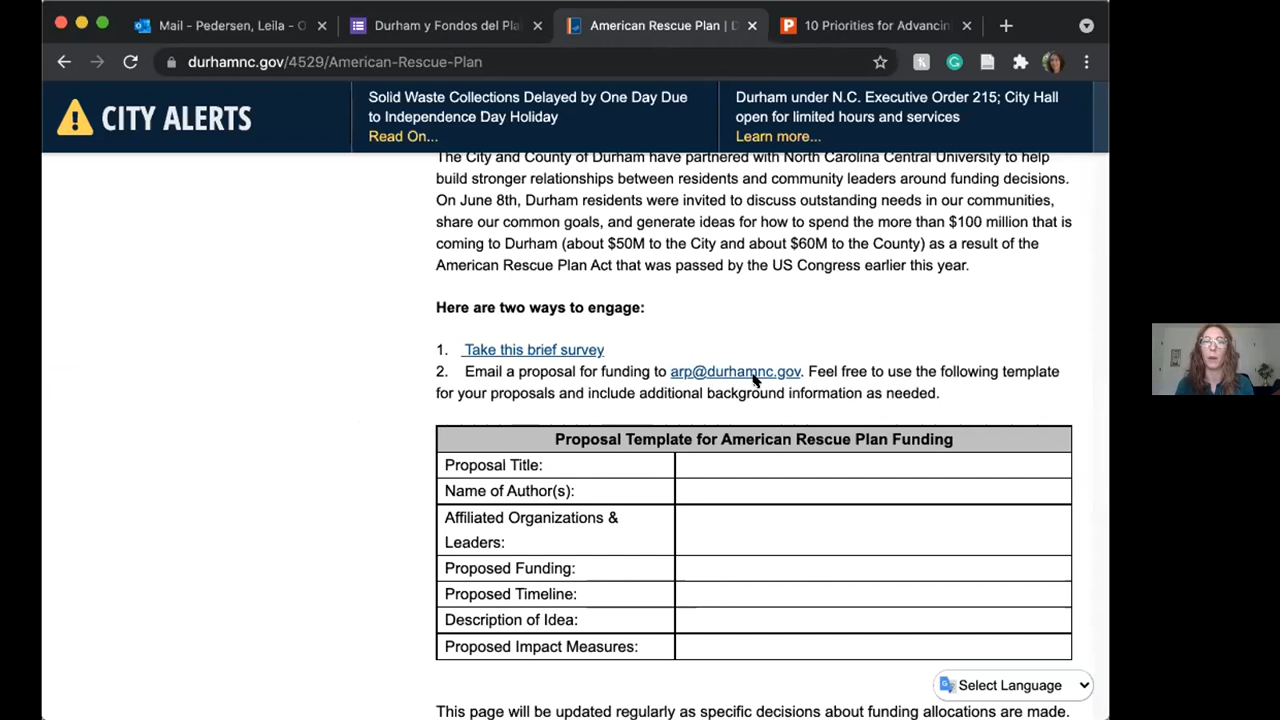 Mail - Pedersen, Leila - O
Durham y Fondos del Pla
American Rescue Plan | D
10 Priorities for Advancin
durhamnc.gov/4529/American-Rescue-Plan
CITY ALERTS
Solid Waste Collections Delayed by One Day Due
to Independence Day Holiday
Read On...
Durham under N.C. Executive Order 215; City Hall
open for limited hours and services
Learn more...
The City and County of Durham have partnered with North Carolina Central University to help
build stronger relationships between residents and community leaders around funding decisions.
On June 8th, Durham residents were invited to discuss outstanding needs in our communities,
share our common goals, and generate ideas for how to spend the more than $100 million that is
coming to Durham (about $50M to the City and about $60M to the County) as a result of the
American Rescue Plan Act that was passed by the US Congress earlier this year.
Here are two ways to engage:
1. Take this brief survey
2. Email a proposal for funding to arp@durhamnc.gov. Feel free to use the following template
for your proposals and include additional background information as needed.
Proposal Template for American Rescue Plan Funding
Proposal Title:
Name of Author(s):
Affiliated Organizations &
Leaders:
Proposed Funding:
Proposed Timeline:
Description of Idea:
Proposed Impact Measures:
Select Language
This page will be updated regularly as specific decisions about funding allocations are made.